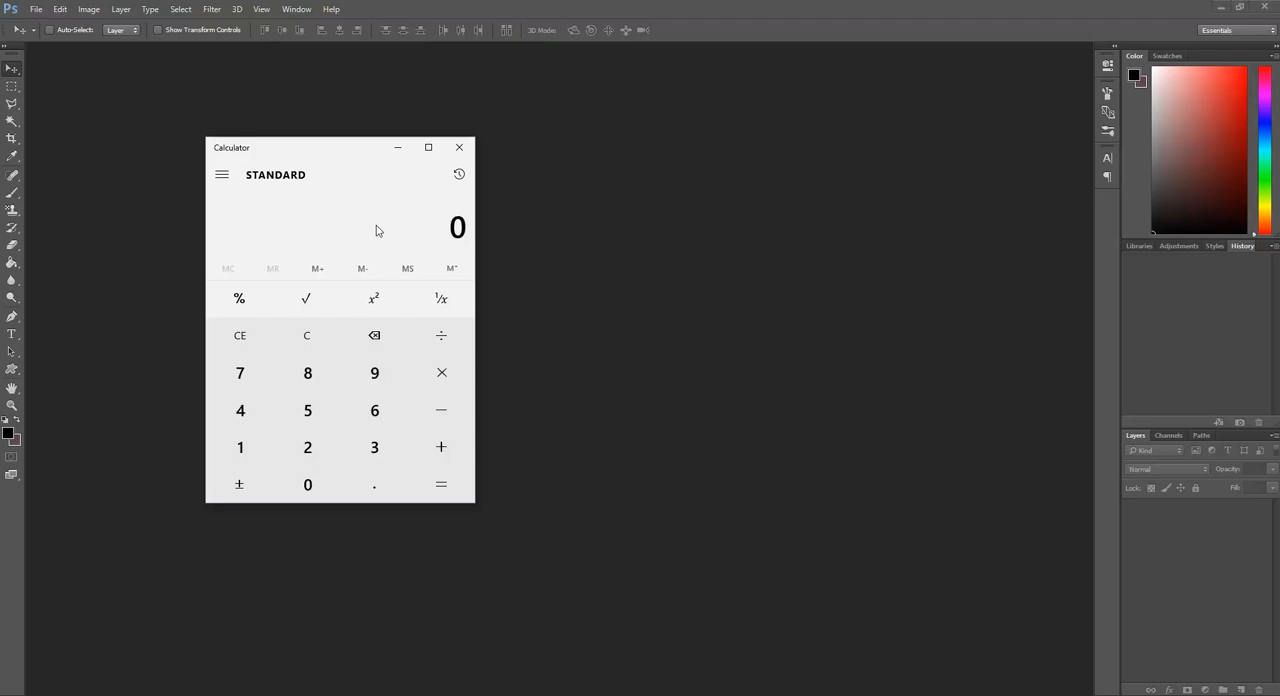 Ps File Edit Image Layer Type Select Filter 3D View Window Help
Auto-Select: Layer Show Transform Controls 3D Mode: Essentials
Color Swatches
Calculator
STANDARD
0
MC MR M+ M- MS M˅
% √ x² ¹/x
CE C ÷
7 8 9 ×
4 5 6 −
1 2 3 +
± 0 . =
Libraries Adjustments Styles History
Layers Channels Paths
Kind
Normal Opacity:
Lock: Fill: